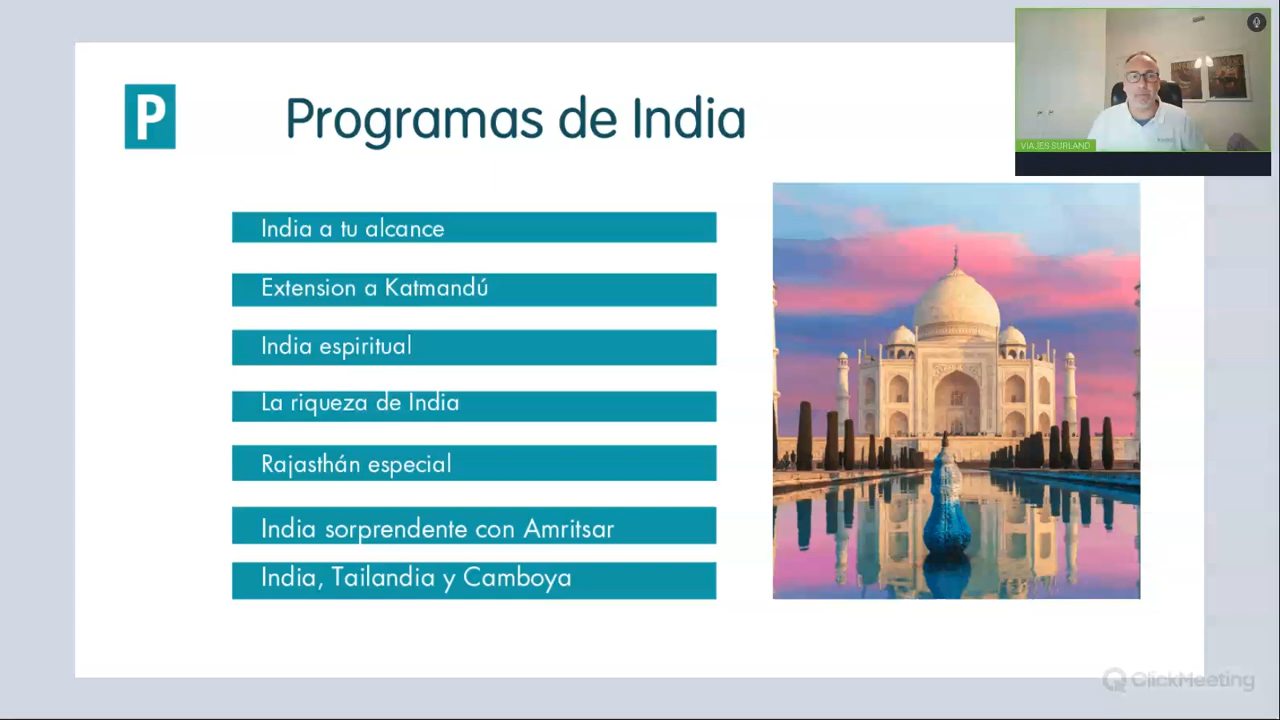 P
Programas de India
VIAJES SURLAND
India a tu alcance
Extension a Katmandú
India espiritual
La riqueza de India
Rajasthán especial
India sorprendente con Amritsar
India, Tailandia y Camboya
ClickMeeting